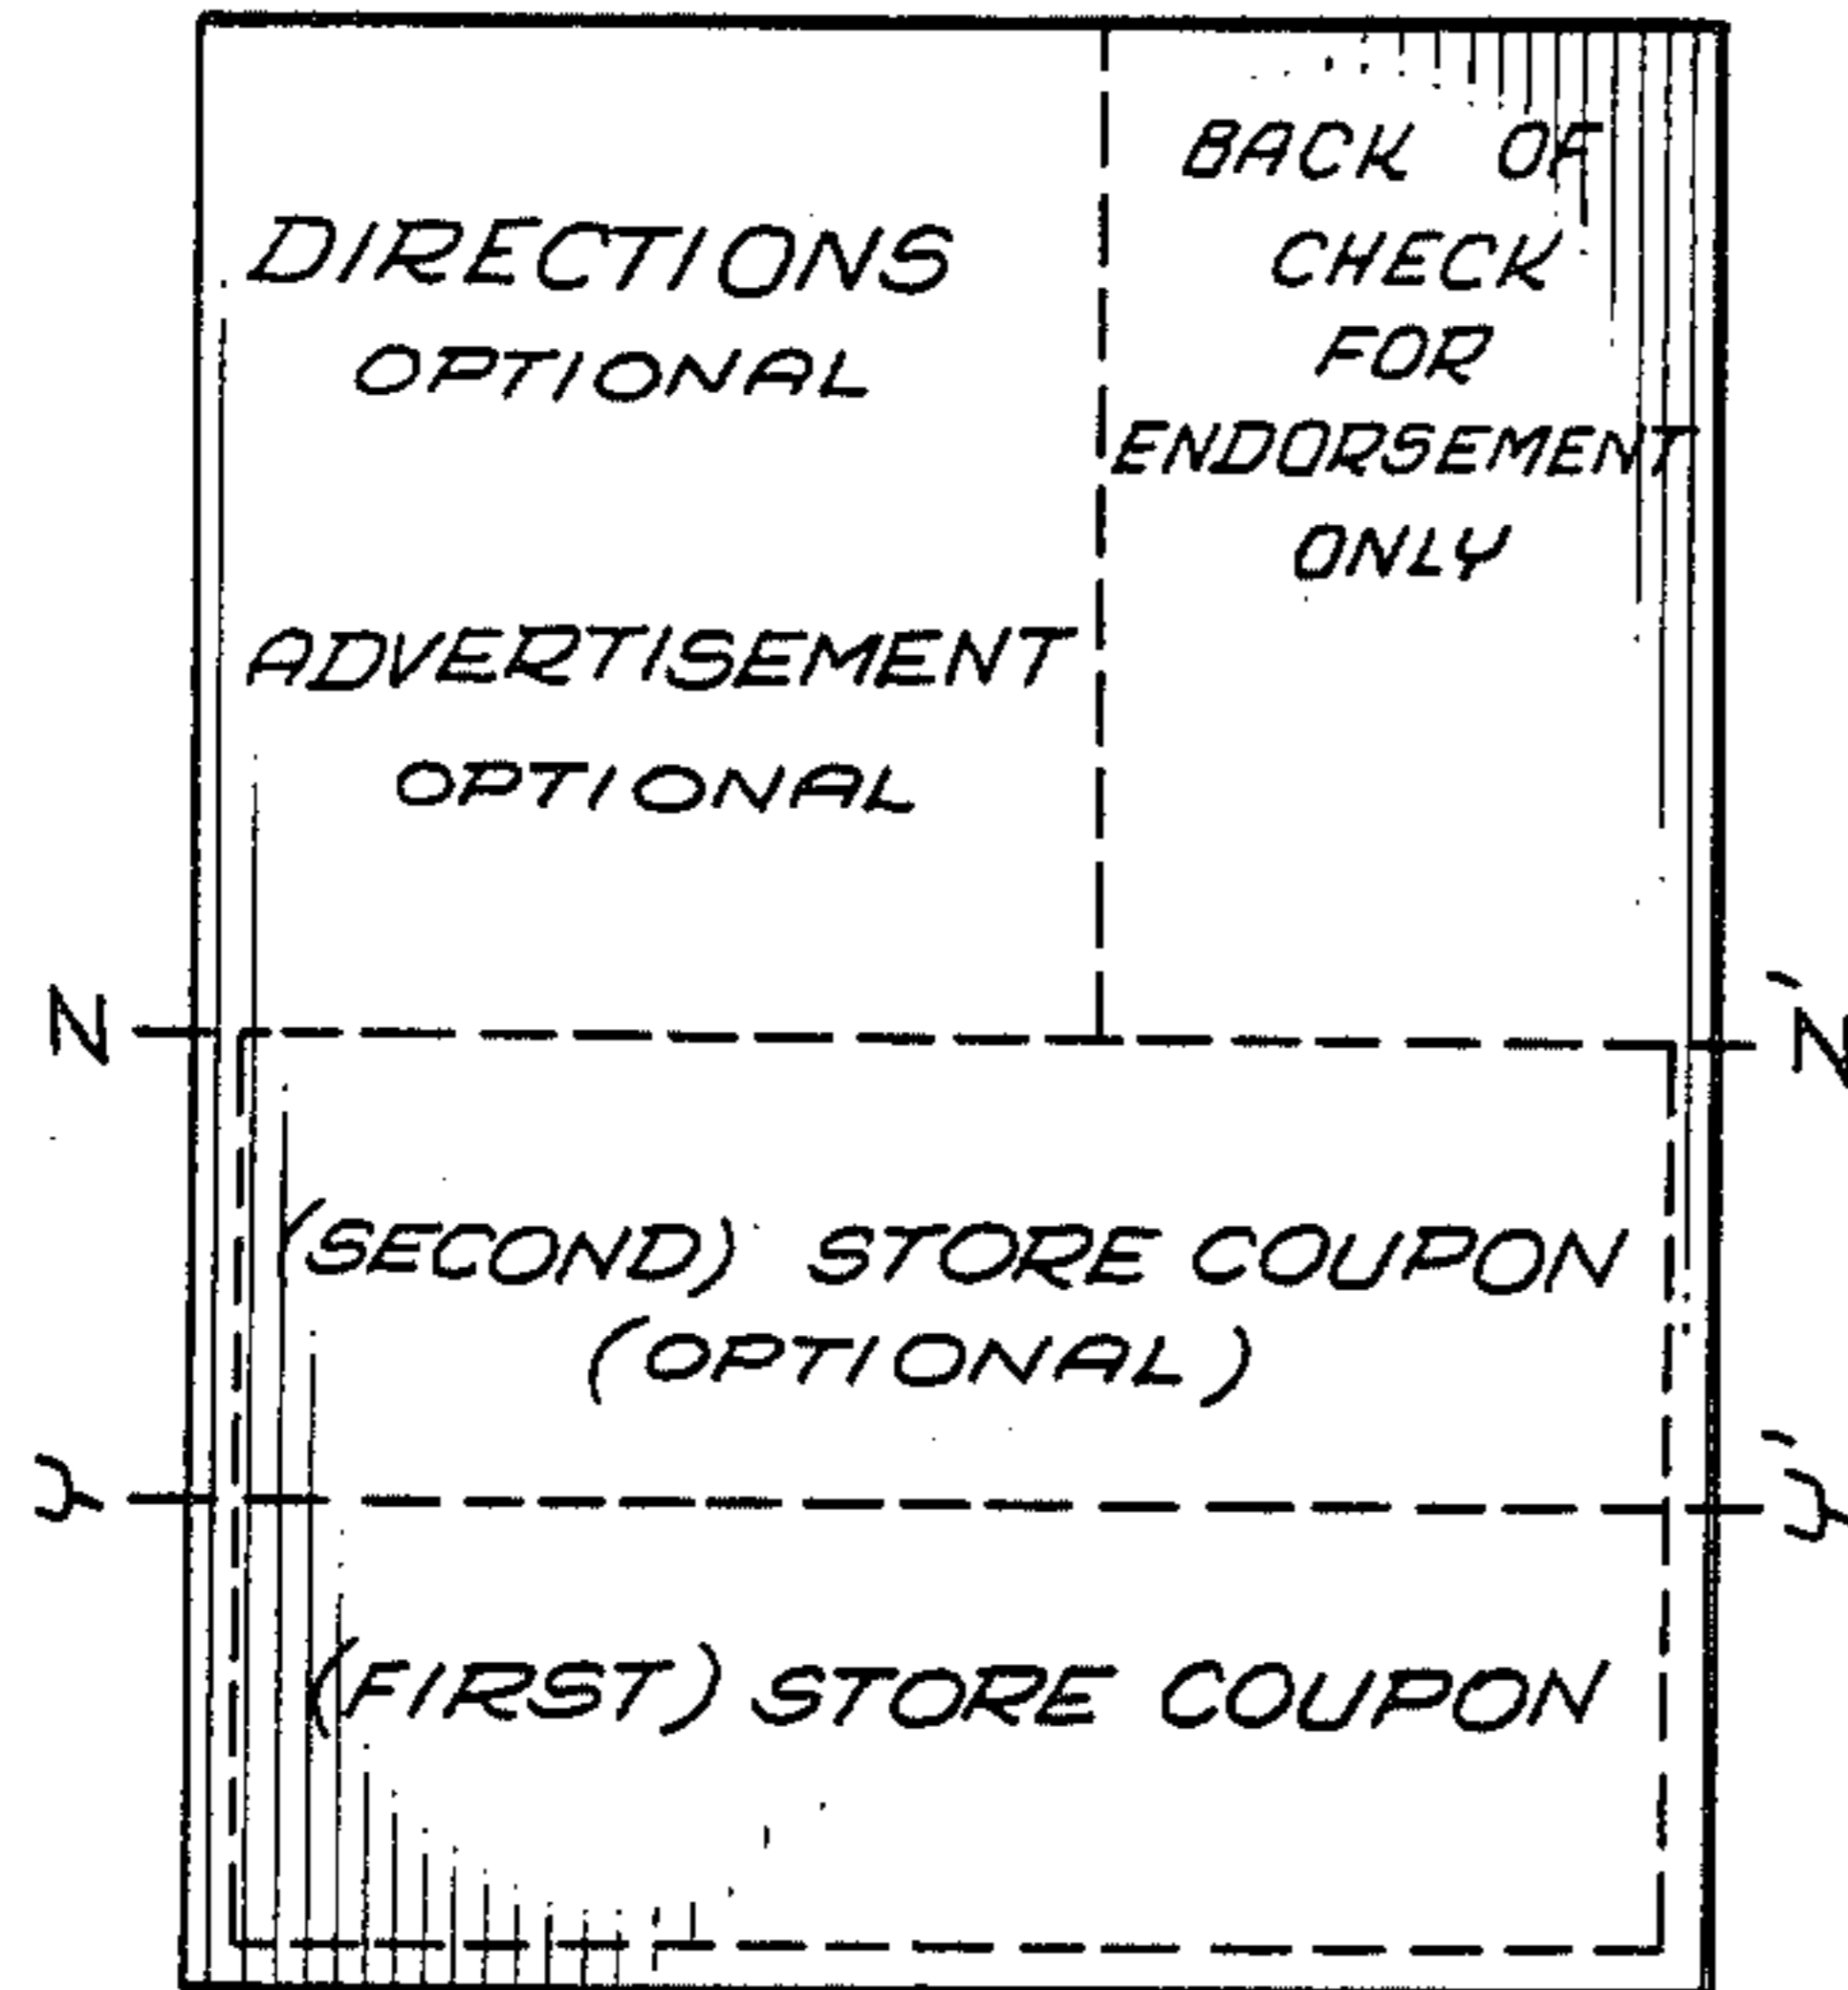 DIRECTIONS
OPTIONAL
ADVERTISEMENT
OPTIONAL
BACK OF
CHECK
FOR
ENDORSEMENT
ONLY
N N'
(SECOND) STORE COUPON
(OPTIONAL)
y y'
(FIRST) STORE COUPON